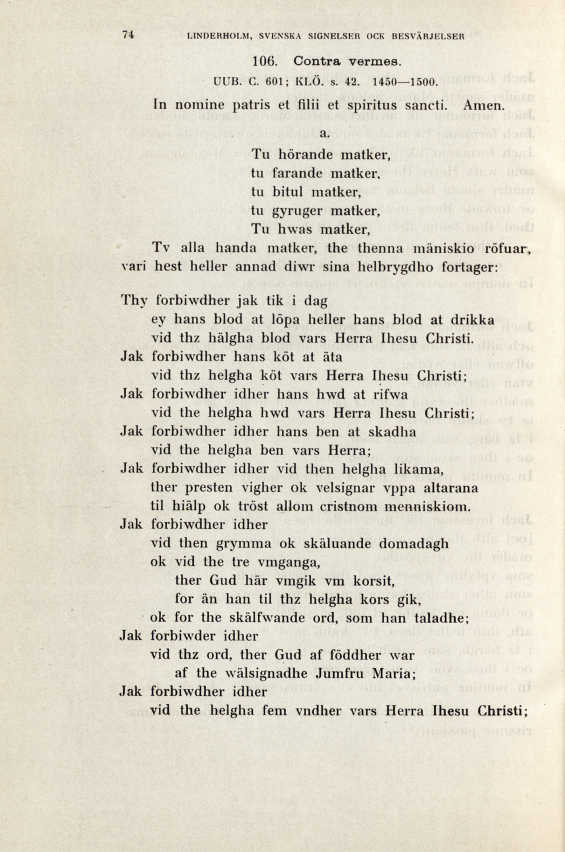 74 LINDERHOLM, SVENSKA SIGNELSER OCK BESVÄRJELSER
106. Contra vermes.
UUB. C. 601; KLÖ. s. 42. 1450—1500.
In nomine patris et filii et spiritus sancti. Amen.
a.
Tu hörande matker,
tu farande matker,
tu bitul matker,
tu gyruger matker,
Tu hwas matker,
Tv alla handa matker, the thenna mäniskio röfuar,
vari hest heller annad diwr sina helbrygdho fortager:
Thy forbiwdher jak tik i dag
ey hans blod at löpa heller hans blod at drikka
vid thz hälgha blod vars Herra Ihesu Christi.
Jak forbiwdher hans köt at äta
vid thz helgha köt vars Herra Ihesu Christi;
Jak forbiwdher idher hans hwd at rifwa
vid the helgha hwd vars Herra Ihesu Christi;
Jak forbiwdher idher hans ben at skadha
vid the helgha ben vars Herra;
Jak forbiwdher idher vid then helgha likama,
ther presten vigher ok velsignar vppa altarana
til hiälp ok tröst allom cristnom menniskiom.
Jak forbiwdher idher
vid then grymma ok skäluande domadagh
ok vid the tre vmganga,
ther Gud här vmgik vm korsit,
for än han til thz helgha kors gik,
ok for the skälfwande ord, som han taladhe;
Jak forbiwder idher
vid thz ord, ther Gud af föddher war
af the wälsignadhe Jumfru Maria;
Jak forbiwdher idher
vid the helgha fem vndher vars Herra Ihesu Christi;